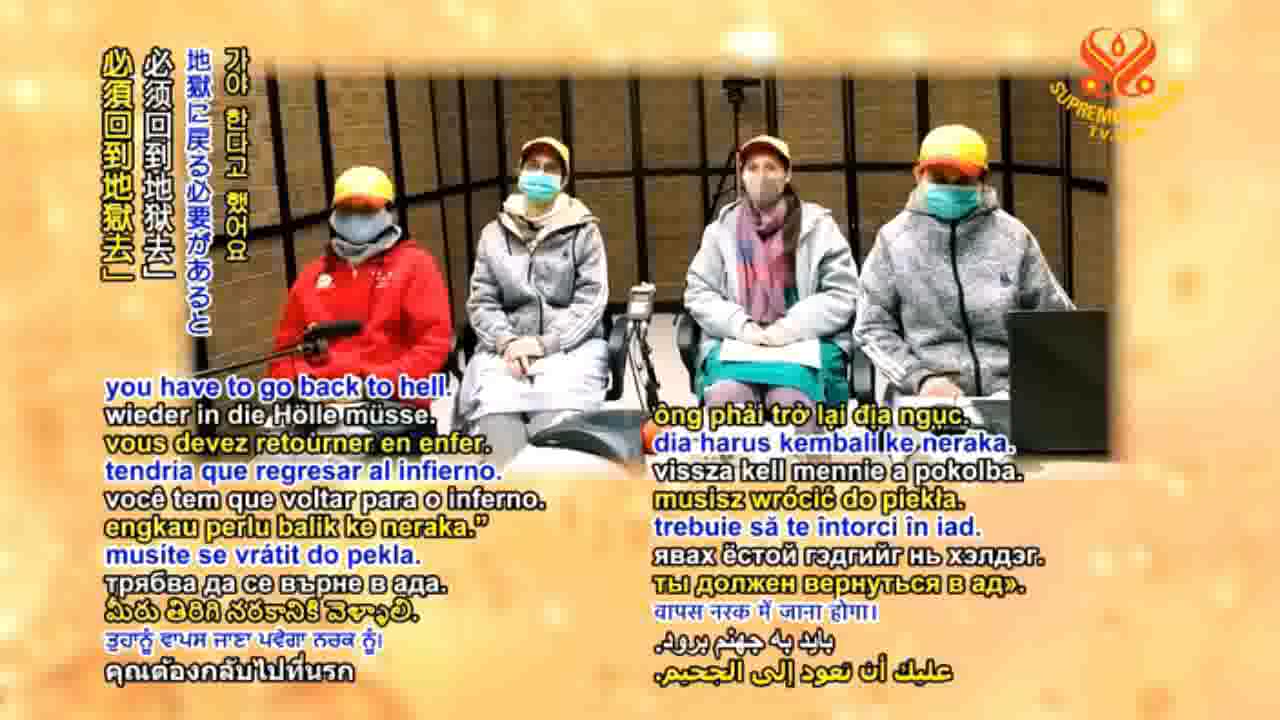 가야 한다고 했어요
地獄に戻る必要があると
必须回到地狱去」
必須回到地獄去」
SUPREME
TV
you have to go back to hell.
wieder in die Hölle müsse.
vous devez retourner en enfer.
tendria que regresar al infierno.
você tem que voltar para o inferno.
engkau perlu balik ke neraka.”
musíte se vrátit do pekla.
трябва да се върне в ада.
మీరు తిరిగి నరకానికి వెళ్ళాలి.
ਤੁਹਾਨੂੰ ਵਾਪਸ ਜਾਣਾ ਪਵੇਗਾ ਨਰਕ ਨੂੰ।
คุณต้องกลับไปที่นรก
ông phải trở lại địa ngục.
dia harus kembali ke neraka.
vissza kell mennie a pokolba.
musisz wrócić do piekła.
trebuie să te întorci în iad.
явах ёстой гэдгийг нь хэлдэг.
ты должен вернуться в ад».
वापस नरक में जाना होगा।
باید به جهنم برود.
عليك أن تعود إلى الجحيم.